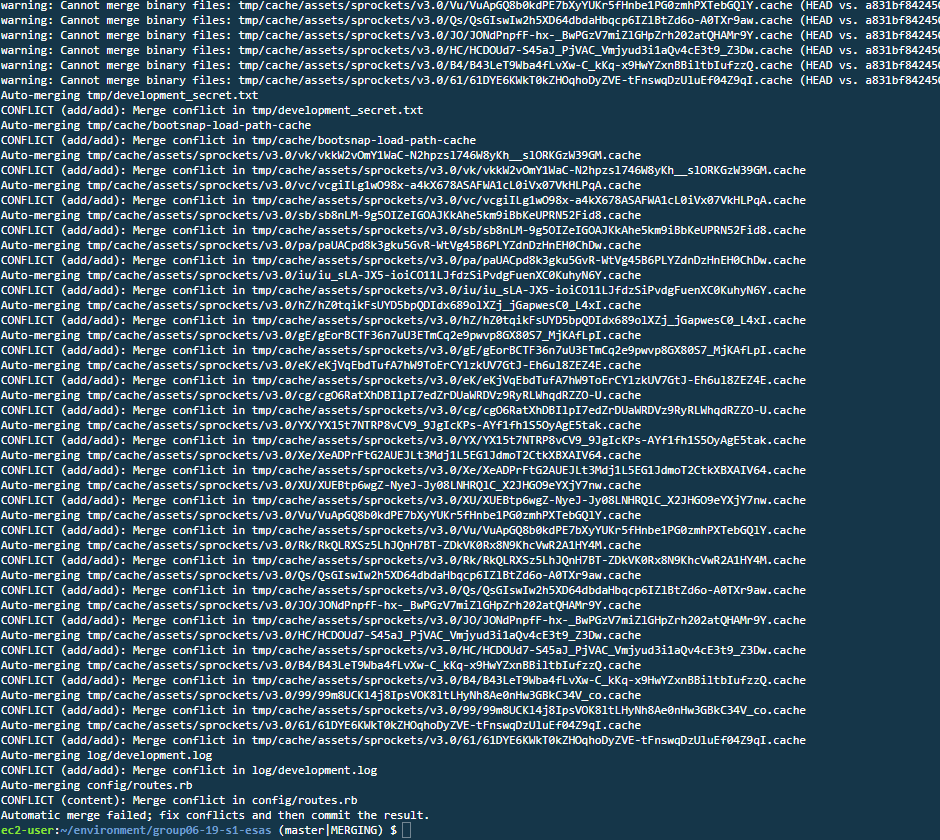 warning: Cannot merge binary files: tmp/cache/assets/sprockets/v3.0/Vu/VuApGQ8b0kdPE7bXyYUKr5fHnbe1PG0zmhPXTebGQlY.cache (HEAD vs. a831bf842450
warning: Cannot merge binary files: tmp/cache/assets/sprockets/v3.0/Qs/QsGIswIw2h5XD64dbdaHbqcp6IZlBtZd6o-A0TXr9aw.cache (HEAD vs. a831bf842450
warning: Cannot merge binary files: tmp/cache/assets/sprockets/v3.0/JO/JONdPnpfF-hx-_BwPGzV7miZlGHpZrh202atQHAMr9Y.cache (HEAD vs. a831bf842450
warning: Cannot merge binary files: tmp/cache/assets/sprockets/v3.0/HC/HCDOUd7-S45aJ_PjVAC_Vmjyud3i1aQv4cE3t9_Z3Dw.cache (HEAD vs. a831bf842450
warning: Cannot merge binary files: tmp/cache/assets/sprockets/v3.0/B4/B43LeT9Wba4fLvXw-C_kKq-x9HwYZxnBBiltbIufzzQ.cache (HEAD vs. a831bf842450
warning: Cannot merge binary files: tmp/cache/assets/sprockets/v3.0/61/61DYE6KWkT0kZHOqhoDyZVE-tFnswqDzUluEf04Z9qI.cache (HEAD vs. a831bf842450
Auto-merging tmp/development_secret.txt
CONFLICT (add/add): Merge conflict in tmp/development_secret.txt
Auto-merging tmp/cache/bootsnap-load-path-cache
CONFLICT (add/add): Merge conflict in tmp/cache/bootsnap-load-path-cache
Auto-merging tmp/cache/assets/sprockets/v3.0/vk/vkkW2vOmY1WaC-N2hpzsl746W8yKh__slORKGzW39GM.cache
CONFLICT (add/add): Merge conflict in tmp/cache/assets/sprockets/v3.0/vk/vkkW2vOmY1WaC-N2hpzsl746W8yKh__slORKGzW39GM.cache
Auto-merging tmp/cache/assets/sprockets/v3.0/vc/vcgiILg1wO98x-a4kX678ASAFWA1cL0iVx07VkHLPqA.cache
CONFLICT (add/add): Merge conflict in tmp/cache/assets/sprockets/v3.0/vc/vcgiILg1wO98x-a4kX678ASAFWA1cL0iVx07VkHLPqA.cache
Auto-merging tmp/cache/assets/sprockets/v3.0/sb/sb8nLM-9g5OIZeIGOAJKkAhe5km9iBbKeUPRN52Fid8.cache
CONFLICT (add/add): Merge conflict in tmp/cache/assets/sprockets/v3.0/sb/sb8nLM-9g5OIZeIGOAJKkAhe5km9iBbKeUPRN52Fid8.cache
Auto-merging tmp/cache/assets/sprockets/v3.0/pa/paUACpd8k3gku5GvR-WtVg45B6PLYZdnDzHnEH0ChDw.cache
CONFLICT (add/add): Merge conflict in tmp/cache/assets/sprockets/v3.0/pa/paUACpd8k3gku5GvR-WtVg45B6PLYZdnDzHnEH0ChDw.cache
Auto-merging tmp/cache/assets/sprockets/v3.0/iu/iu_sLA-JX5-ioiCO11LJfdzSiPvdgFuenXC0KuhyN6Y.cache
CONFLICT (add/add): Merge conflict in tmp/cache/assets/sprockets/v3.0/iu/iu_sLA-JX5-ioiCO11LJfdzSiPvdgFuenXC0KuhyN6Y.cache
Auto-merging tmp/cache/assets/sprockets/v3.0/hZ/hZ0tqikFsUYD5bpQDIdx689olXZj_jGapwesC0_L4xI.cache
CONFLICT (add/add): Merge conflict in tmp/cache/assets/sprockets/v3.0/hZ/hZ0tqikFsUYD5bpQDIdx689olXZj_jGapwesC0_L4xI.cache
Auto-merging tmp/cache/assets/sprockets/v3.0/gE/gEorBCTF36n7uU3ETmCq2e9pwvp8GX80S7_MjKAfLpI.cache
CONFLICT (add/add): Merge conflict in tmp/cache/assets/sprockets/v3.0/gE/gEorBCTF36n7uU3ETmCq2e9pwvp8GX80S7_MjKAfLpI.cache
Auto-merging tmp/cache/assets/sprockets/v3.0/eK/eKjVqEbdTufA7hW9ToErCYlzkUV7GtJ-Eh6ul8ZEZ4E.cache
CONFLICT (add/add): Merge conflict in tmp/cache/assets/sprockets/v3.0/eK/eKjVqEbdTufA7hW9ToErCYlzkUV7GtJ-Eh6ul8ZEZ4E.cache
Auto-merging tmp/cache/assets/sprockets/v3.0/cg/cgO6RatXhDBIlpI7edZrDUaWRDVz9RyRLWhqdRZZO-U.cache
CONFLICT (add/add): Merge conflict in tmp/cache/assets/sprockets/v3.0/cg/cgO6RatXhDBIlpI7edZrDUaWRDVz9RyRLWhqdRZZO-U.cache
Auto-merging tmp/cache/assets/sprockets/v3.0/YX/YX15t7NTRP8vCV9_9JgIcKPs-AYf1fh1S5OyAgE5tak.cache
CONFLICT (add/add): Merge conflict in tmp/cache/assets/sprockets/v3.0/YX/YX15t7NTRP8vCV9_9JgIcKPs-AYf1fh1S5OyAgE5tak.cache
Auto-merging tmp/cache/assets/sprockets/v3.0/Xe/XeADPrFtG2AUEJLt3Mdj1L5EG1JdmoT2CtkXBXAIV64.cache
CONFLICT (add/add): Merge conflict in tmp/cache/assets/sprockets/v3.0/Xe/XeADPrFtG2AUEJLt3Mdj1L5EG1JdmoT2CtkXBXAIV64.cache
Auto-merging tmp/cache/assets/sprockets/v3.0/XU/XUEBtp6wgZ-NyeJ-Jy08LNHRQlC_X2JHGO9eYXjY7nw.cache
CONFLICT (add/add): Merge conflict in tmp/cache/assets/sprockets/v3.0/XU/XUEBtp6wgZ-NyeJ-Jy08LNHRQlC_X2JHGO9eYXjY7nw.cache
Auto-merging tmp/cache/assets/sprockets/v3.0/Vu/VuApGQ8b0kdPE7bXyYUKr5fHnbe1PG0zmhPXTebGQlY.cache
CONFLICT (add/add): Merge conflict in tmp/cache/assets/sprockets/v3.0/Vu/VuApGQ8b0kdPE7bXyYUKr5fHnbe1PG0zmhPXTebGQlY.cache
Auto-merging tmp/cache/assets/sprockets/v3.0/Rk/RkQLRXSz5LhJQnH7BT-ZDkVK0Rx8N9KhcVwR2A1HY4M.cache
CONFLICT (add/add): Merge conflict in tmp/cache/assets/sprockets/v3.0/Rk/RkQLRXSz5LhJQnH7BT-ZDkVK0Rx8N9KhcVwR2A1HY4M.cache
Auto-merging tmp/cache/assets/sprockets/v3.0/Qs/QsGIswIw2h5XD64dbdaHbqcp6IZlBtZd6o-A0TXr9aw.cache
CONFLICT (add/add): Merge conflict in tmp/cache/assets/sprockets/v3.0/Qs/QsGIswIw2h5XD64dbdaHbqcp6IZlBtZd6o-A0TXr9aw.cache
Auto-merging tmp/cache/assets/sprockets/v3.0/JO/JONdPnpfF-hx-_BwPGzV7miZlGHpZrh202atQHAMr9Y.cache
CONFLICT (add/add): Merge conflict in tmp/cache/assets/sprockets/v3.0/JO/JONdPnpfF-hx-_BwPGzV7miZlGHpZrh202atQHAMr9Y.cache
Auto-merging tmp/cache/assets/sprockets/v3.0/HC/HCDOUd7-S45aJ_PjVAC_Vmjyud3i1aQv4cE3t9_Z3Dw.cache
CONFLICT (add/add): Merge conflict in tmp/cache/assets/sprockets/v3.0/HC/HCDOUd7-S45aJ_PjVAC_Vmjyud3i1aQv4cE3t9_Z3Dw.cache
Auto-merging tmp/cache/assets/sprockets/v3.0/B4/B43LeT9Wba4fLvXw-C_kKq-x9HwYZxnBBiltbIufzzQ.cache
CONFLICT (add/add): Merge conflict in tmp/cache/assets/sprockets/v3.0/B4/B43LeT9Wba4fLvXw-C_kKq-x9HwYZxnBBiltbIufzzQ.cache
Auto-merging tmp/cache/assets/sprockets/v3.0/99/99m8UCKl4j8IpsVOK8ltLHyNh8Ae0nHw3GBkC34V_co.cache
CONFLICT (add/add): Merge conflict in tmp/cache/assets/sprockets/v3.0/99/99m8UCKl4j8IpsVOK8ltLHyNh8Ae0nHw3GBkC34V_co.cache
Auto-merging tmp/cache/assets/sprockets/v3.0/61/61DYE6KWkT0kZHOqhoDyZVE-tFnswqDzUluEf04Z9qI.cache
CONFLICT (add/add): Merge conflict in tmp/cache/assets/sprockets/v3.0/61/61DYE6KWkT0kZHOqhoDyZVE-tFnswqDzUluEf04Z9qI.cache
Auto-merging log/development.log
CONFLICT (add/add): Merge conflict in log/development.log
Auto-merging config/routes.rb
CONFLICT (content): Merge conflict in config/routes.rb
Automatic merge failed; fix conflicts and then commit the result.
ec2-user:~/environment/group06-19-s1-esas (master|MERGING) $